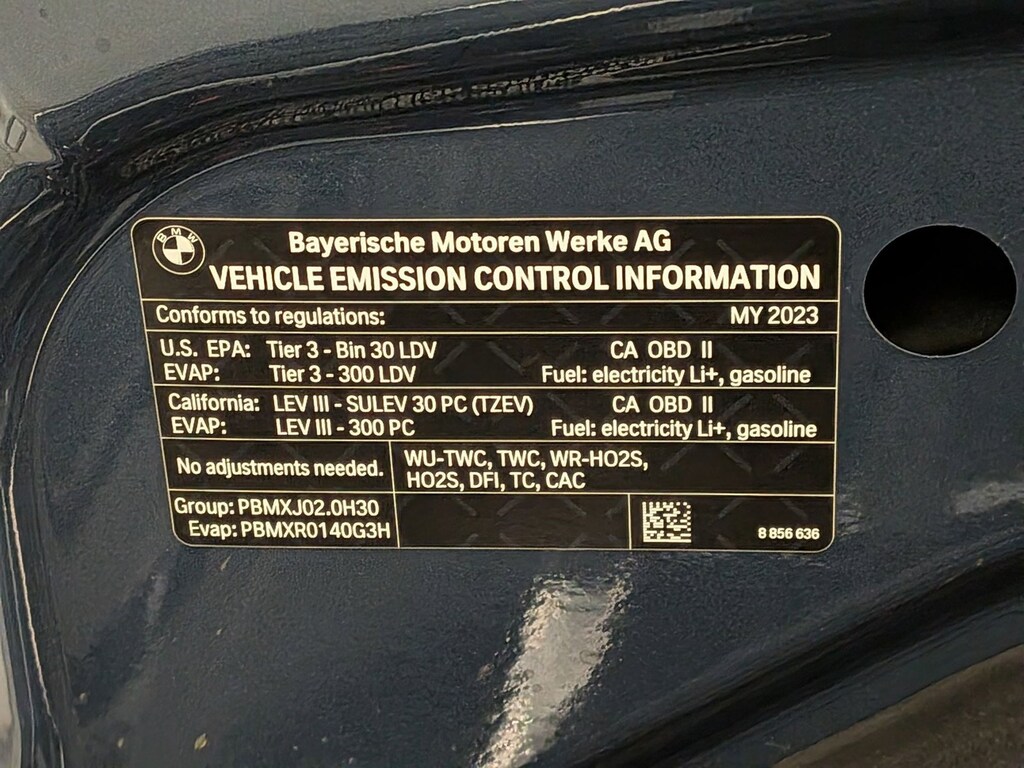 BMW
Bayerische Motoren Werke AG
VEHICLE EMISSION CONTROL INFORMATION
Conforms to regulations: MY 2023
U.S. EPA: Tier 3 - Bin 30 LDV CA OBD II
EVAP: Tier 3 - 300 LDV Fuel: electricity Li+, gasoline
California: LEV III - SULEV 30 PC (TZEV) CA OBD II
EVAP: LEV III - 300 PC Fuel: electricity Li+, gasoline
No adjustments needed.
WU-TWC, TWC, WR-HO2S,
HO2S, DFI, TC, CAC
Group: PBMXJ02.0H30
Evap: PBMXR0140G3H
8 856 636